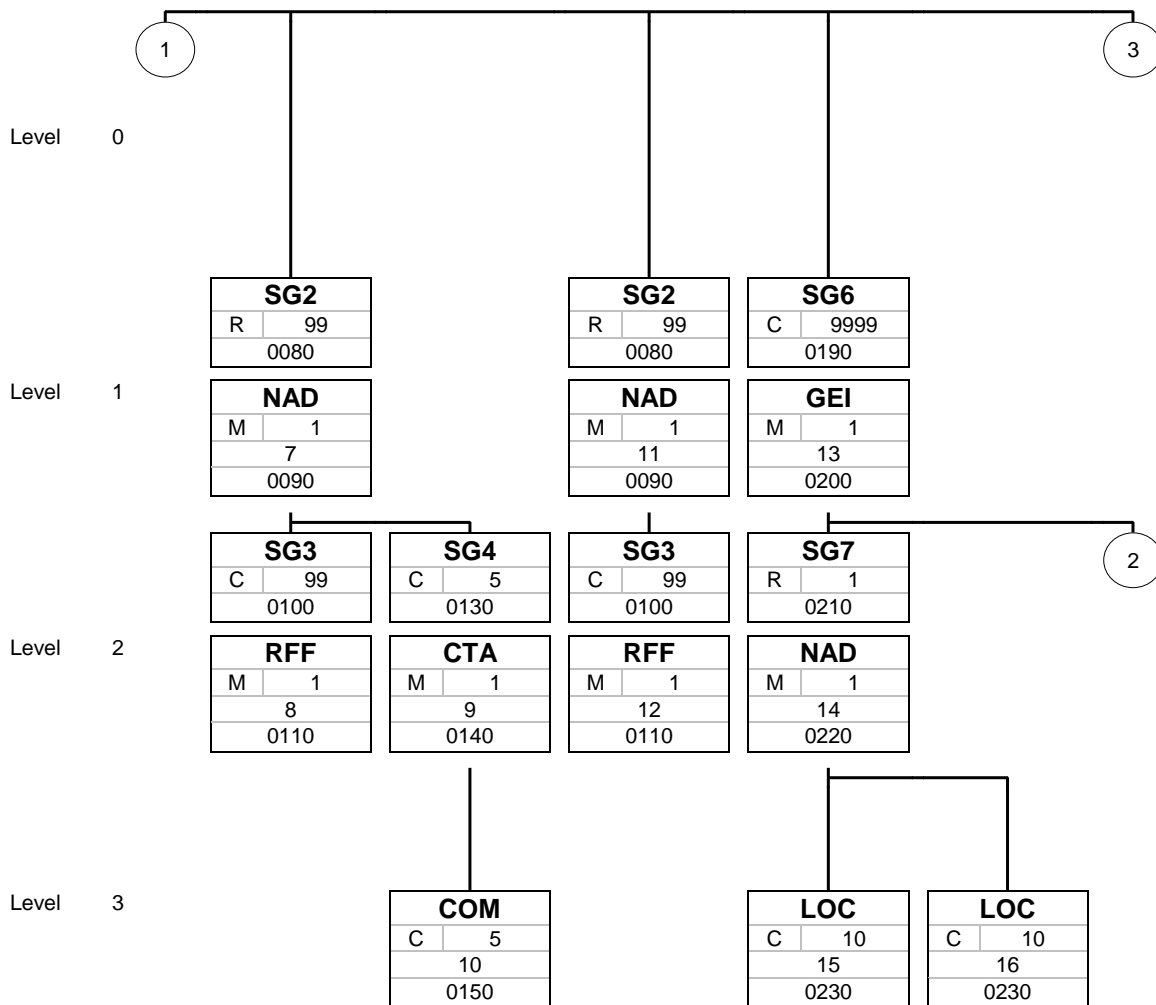 1 3
Level 0
SG2 SG2 SG6
R 99 R 99 C 9999
0080 0080 0190
Level 1
NAD NAD GEI
M 1 M 1 M 1
7 11 13
0090 0090 0200
SG3 SG4 SG3 SG7
C 99 C 5 C 99 R 1 2
0100 0130 0100 0210
Level 2
RFF CTA RFF NAD
M 1 M 1 M 1 M 1
8 9 12 14
0110 0140 0110 0220
Level 3
COM LOC LOC
C 5 C 10 C 10
10 15 16
0150 0230 0230